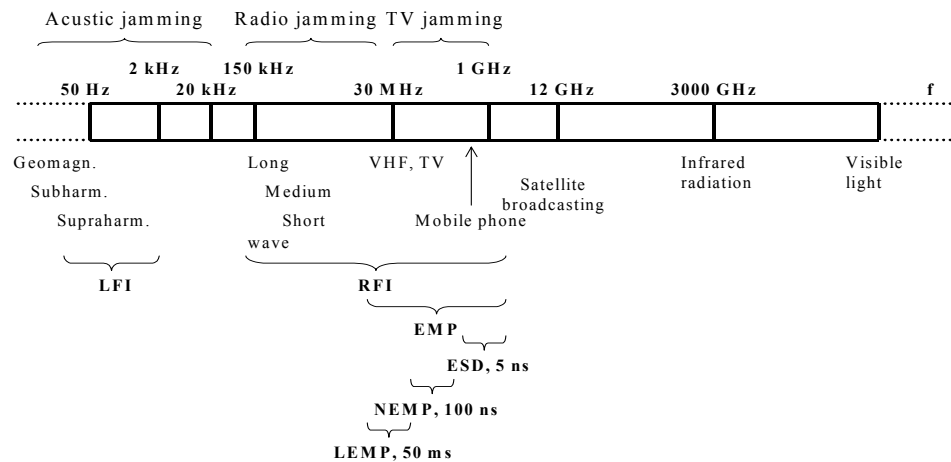 Acustic jamming Radio jamming TV jamming
2 kHz 150 kHz 1 GHz
50 Hz 20 kHz 30 MHz 12 GHz 3000 GHz f
Geomagn. Long VHF, TV Infrared Visible
Subharm. Medium Satellite radiation light
Supraharm. Short Mobile phone broadcasting
wave
LFI RFI
EMP
ESD, 5 ns
NEMP, 100 ns
LEMP, 50 ms